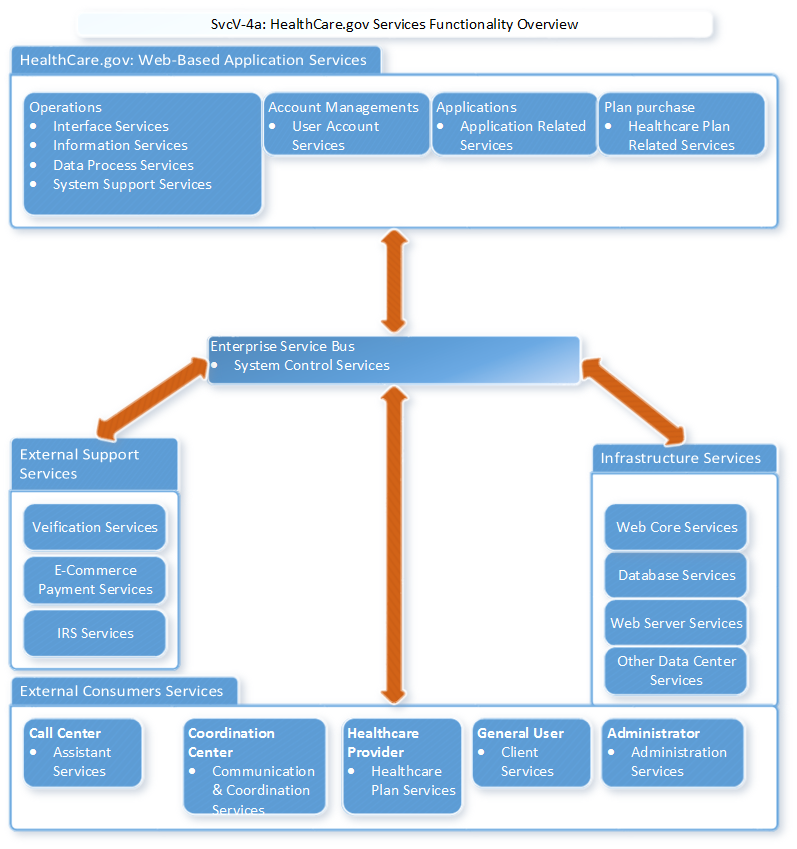 SvcV-4a: HealthCare.gov Services Functionality Overview
HealthCare.gov: Web-Based Application Services
Operations
• Interface Services
• Information Services
• Data Process Services
• System Support Services
Account Managements
• User Account
Services
Applications
• Application Related
Services
Plan purchase
• Healthcare Plan
Related Services
Enterprise Service Bus
• System Control Services
External Support
Services
Veification Services
E-Commerce
Payment Services
IRS Services
Infrastructure Services
Web Core Services
Database Services
Web Server Services
Other Data Center
Services
External Consumers Services
Call Center
• Assistant
Services
Coordination
Center
• Communication
& Coordination
Services
Healthcare
Provider
• Healthcare
Plan Services
General User
• Client
Services
Administrator
• Administration
Services